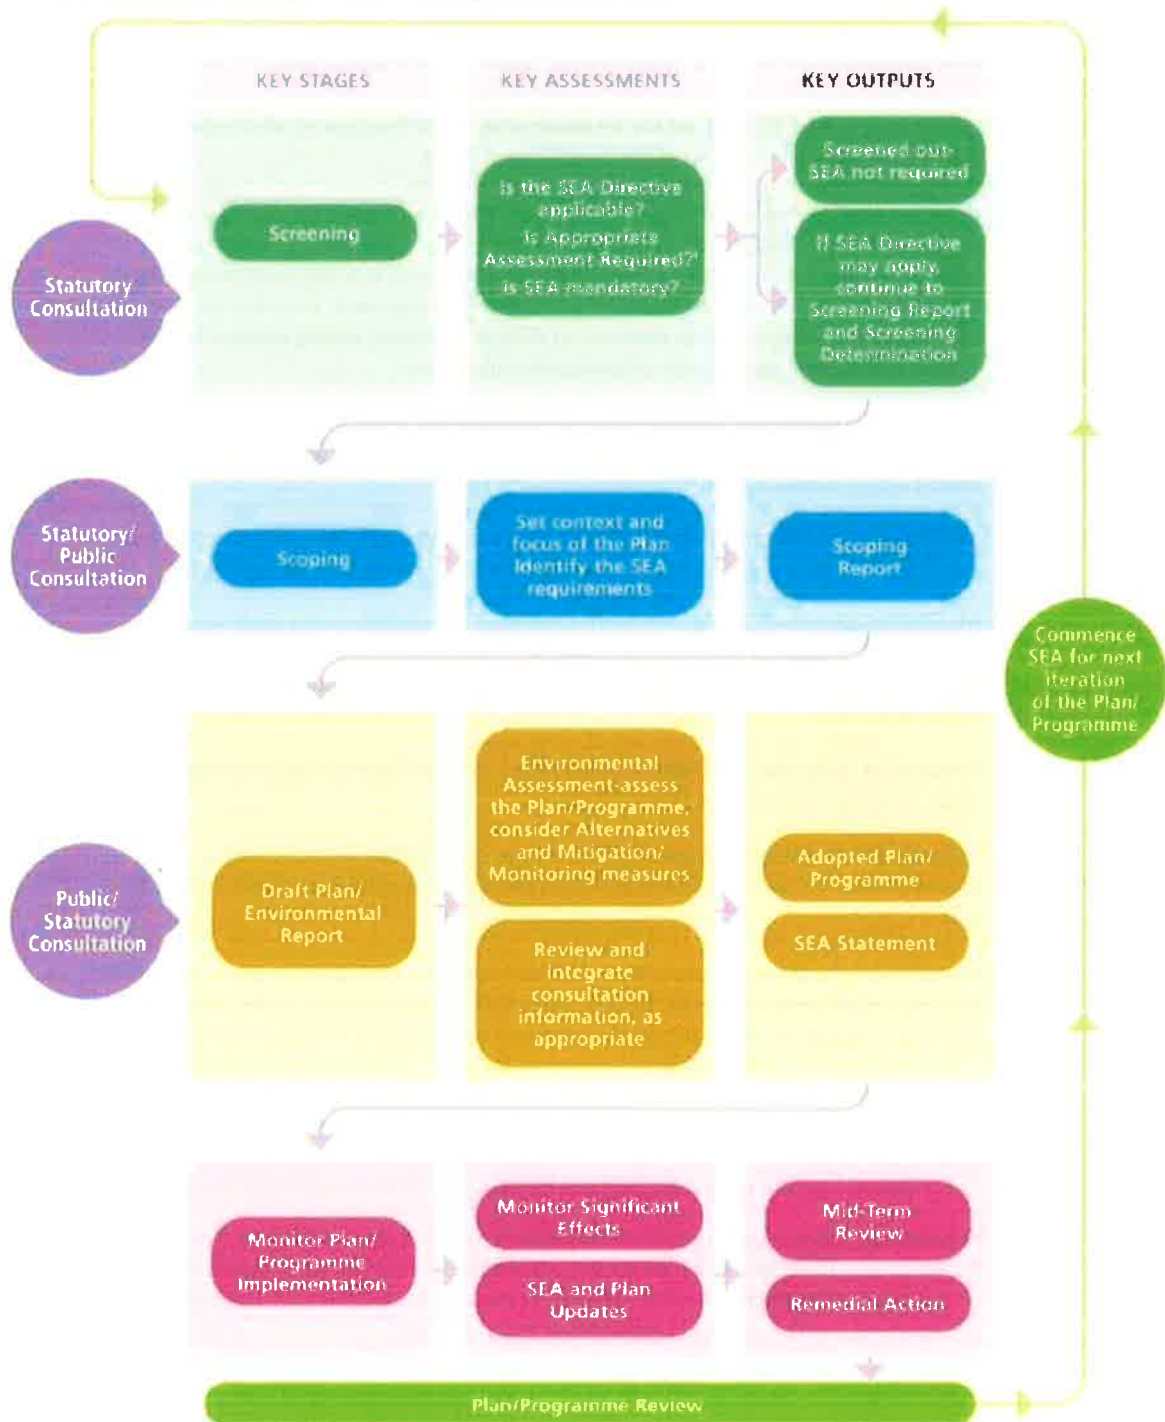 KEY STAGES
KEY ASSESSMENTS
KEY OUTPUTS
Statutory
Consultation
Screening
Is the SEA Directive
applicable?
Is Appropriate
Assessment Required?*
Is SEA mandatory?
Screened out-
SEA not required
If SEA Directive
may apply,
continue to
Screening Report
and Screening
Determination
Statutory/
Public
Consultation
Scoping
Set context and
focus of the Plan
Identify the SEA
requirements
Scoping
Report
Commence
SEA for next
iteration
of the Plan/
Programme
Public/
Statutory
Consultation
Draft Plan/
Environmental
Report
Environmental
Assessment-assess
the Plan/Programme,
consider Alternatives
and Mitigation/
Monitoring measures
Review and
integrate
consultation
information, as
appropriate
Adopted Plan/
Programme
SEA Statement
Monitor Plan/
Programme
Implementation
Monitor Significant
Effects
SEA and Plan
Updates
Mid-Term
Review
Remedial Action
Plan/Programme Review